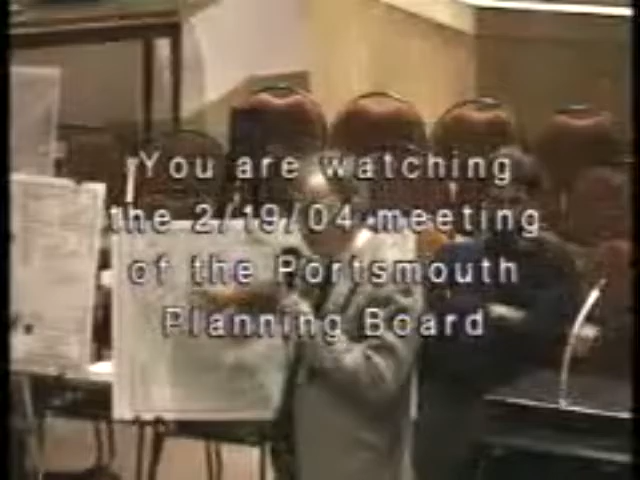 You are watching
the 2/19/04 meeting
of the Portsmouth
Planning Board